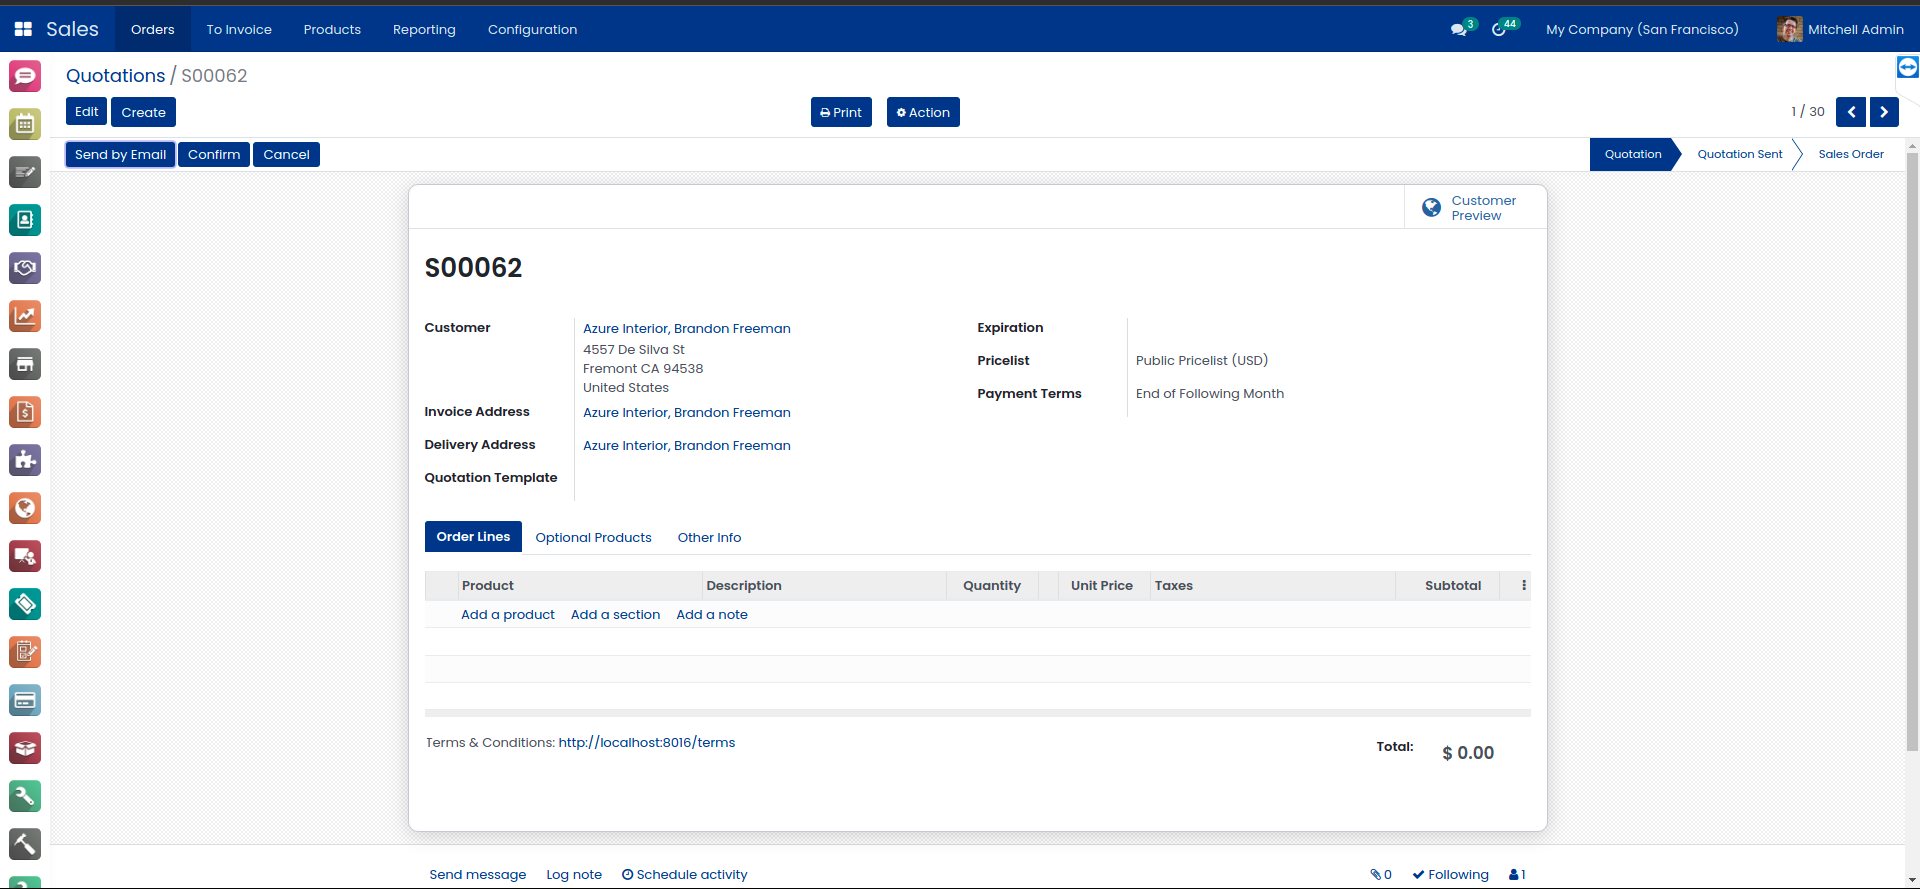 Sales Orders To Invoice Products Reporting Configuration 3 44 My Company (San Francisco) Mitchell Admin
Quotations / S00062
Edit Create Print Action 1 / 30
Send by Email Confirm Cancel Quotation Quotation Sent Sales Order
Customer
Preview
S00062
Customer Azure Interior, Brandon Freeman
4557 De Silva St
Fremont CA 94538
United States
Invoice Address Azure Interior, Brandon Freeman
Delivery Address Azure Interior, Brandon Freeman
Quotation Template
Expiration
Pricelist Public Pricelist (USD)
Payment Terms End of Following Month
Order Lines Optional Products Other Info
Product Description Quantity Unit Price Taxes Subtotal
Add a product Add a section Add a note
Terms & Conditions: http://localhost:8016/terms
Total: $ 0.00
Send message Log note Schedule activity 0 Following 1